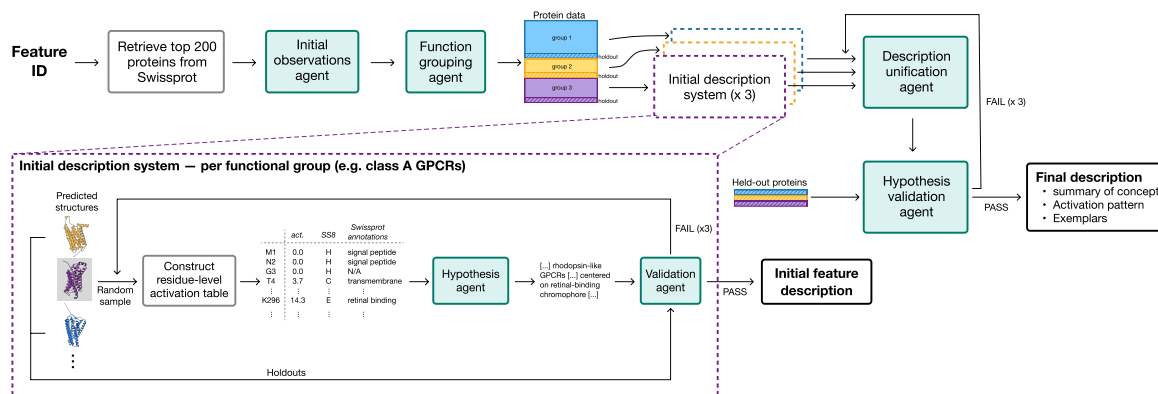 Feature
ID
Retrieve top 200
proteins from
Swissprot
Initial
observations
agent
Function
grouping
agent
Protein data
group 1
holdout
group 2
holdout
group 3
holdout
Initial description
system (x 3)
Description
unification
agent
FAIL (x 3)
Held-out proteins
Hypothesis
validation
agent
PASS
Final description
• summary of concept
• Activation pattern
• Exemplars
Initial description system — per functional group (e.g. class A GPCRs)
Predicted
structures
Random
sample
Construct
residue-level
activation table
act. SS8 Swissprot
annotations
M1 0.0 H signal peptide
N2 0.0 H signal peptide
G3 0.0 H N/A
T4 3.7 C transmembrane
⋮ ⋮ ⋮ ⋮
K296 14.3 E retinal binding
⋮ ⋮ ⋮ ⋮
Hypothesis
agent
[...] rhodopsin-like
GPCRs [...] centered
on retinal-binding
chromophore [...]
Validation
agent
FAIL (x3)
PASS
Initial feature
description
Holdouts